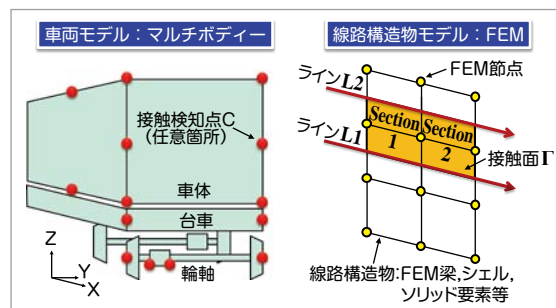 車両モデル：マルチボディー
接触検知点C
(任意箇所)
車体
台車
輪軸
Z
Y
X
線路構造物モデル：FEM
FEM節点
ラインL2
Section
Section
ラインL1
1
2
接触面Γ
線路構造物:FEM梁,シェル,
ソリッド要素等